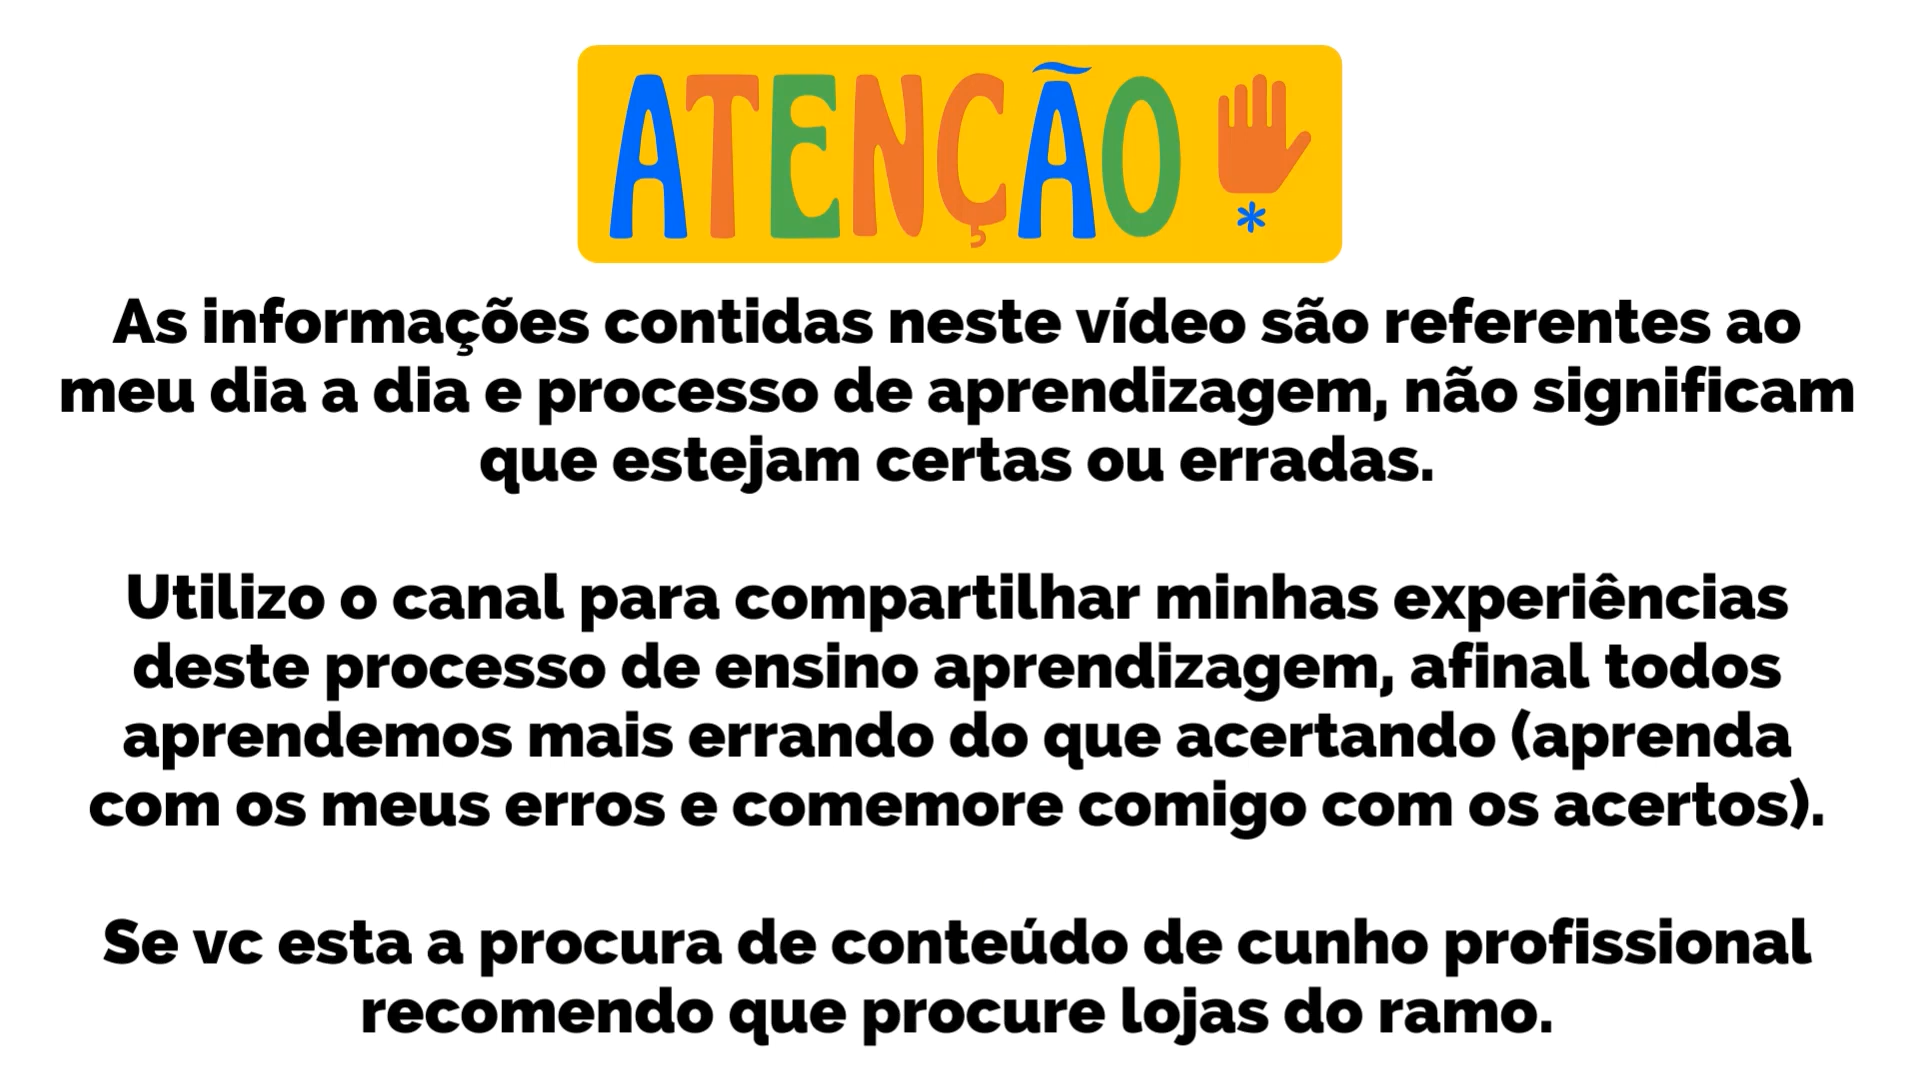 ATENÇÃO
As informações contidas neste vídeo são referentes ao
meu dia a dia e processo de aprendizagem, não significam
que estejam certas ou erradas.
Utilizo o canal para compartilhar minhas experiências
deste processo de ensino aprendizagem, afinal todos
aprendemos mais errando do que acertando (aprenda
com os meus erros e comemore comigo com os acertos).
Se vc esta a procura de conteúdo de cunho profissional
recomendo que procure lojas do ramo.